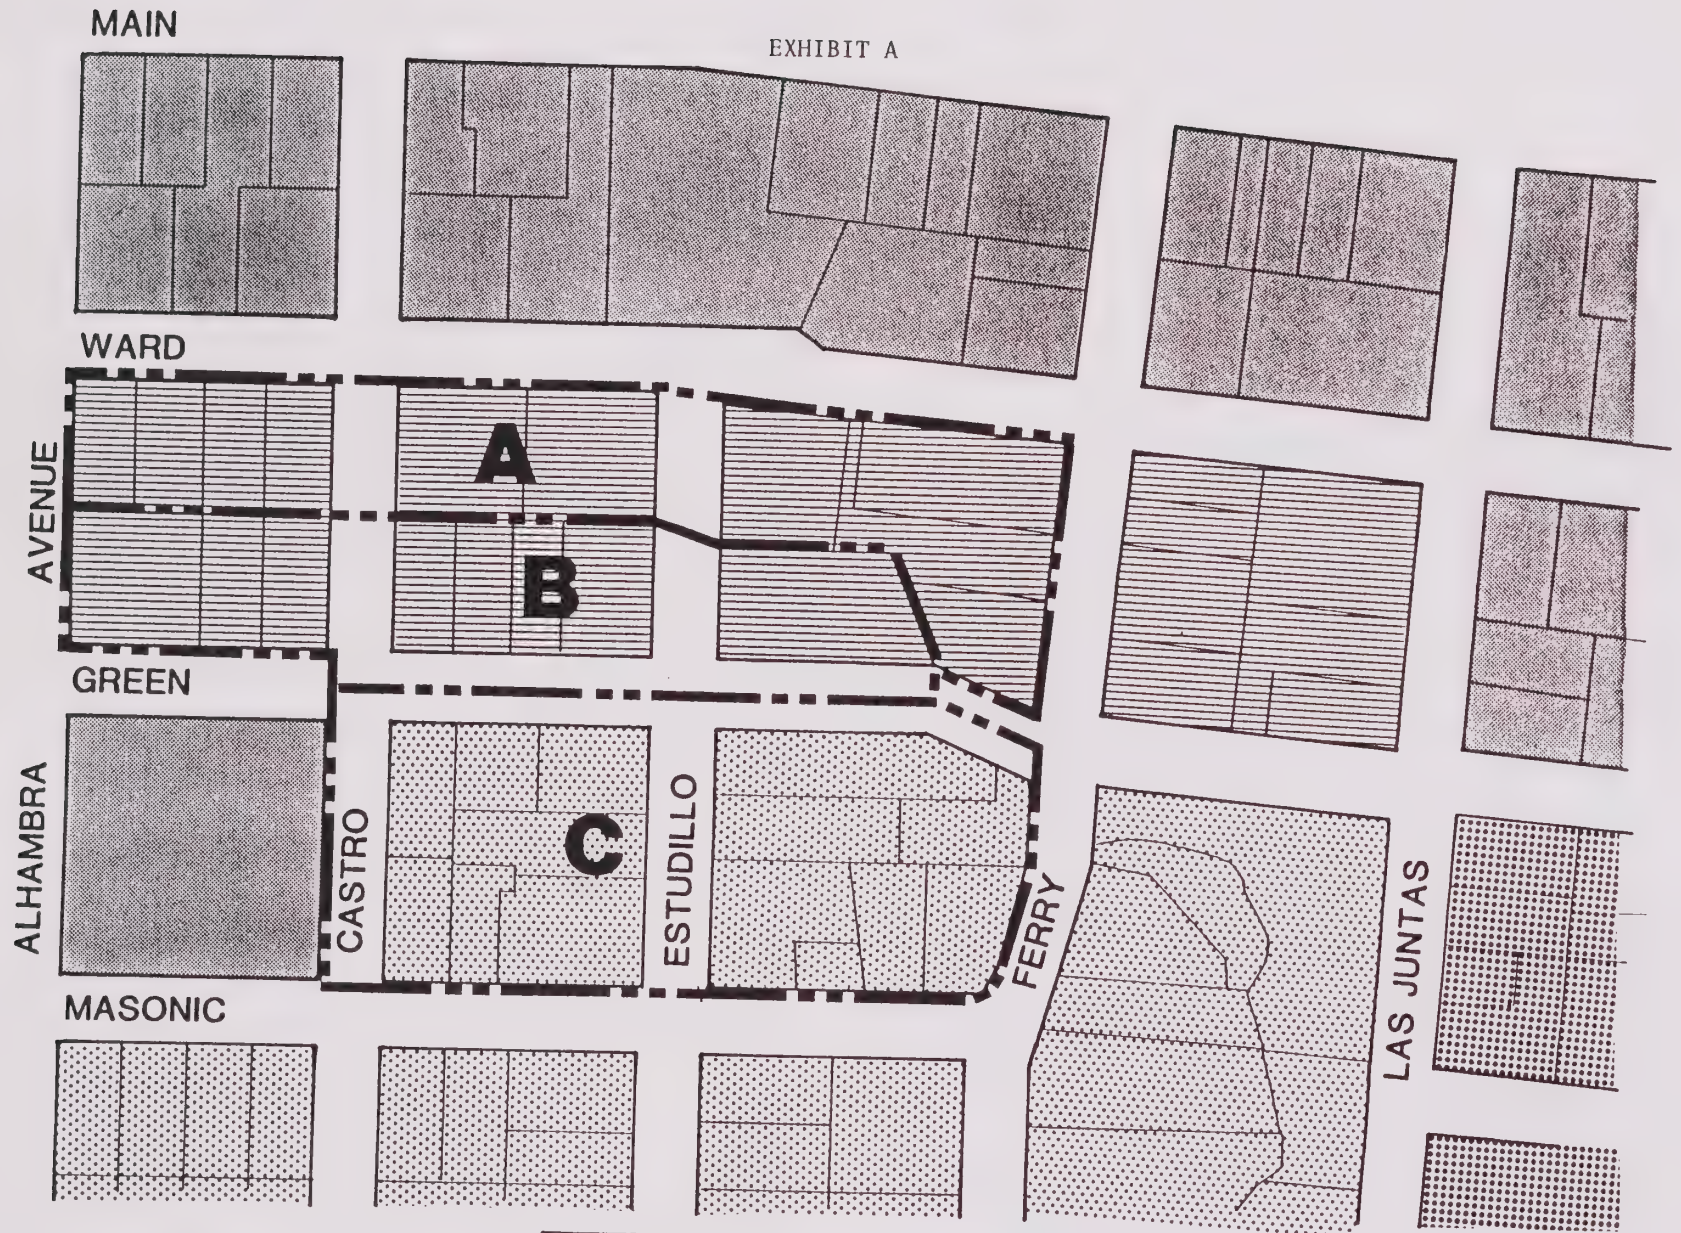 MAIN
EXHIBIT A
WARD
AVENUE
A
B
GREEN
ALHAMBRA
CASTRO
C
ESTUDILLO
FERRY
LAS JUNTAS
MASONIC